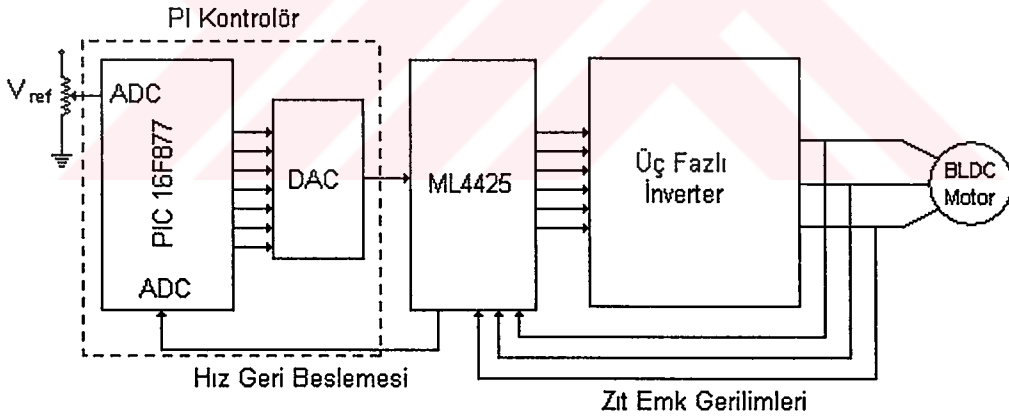 PI Kontrolör
Vref
ADC
PIC 16F877
ADC
DAC
ML4425
Üç Fazlı
İnverter
BLDC
Motor
Hız Geri Beslemesi
Zıt Emk Gerilimleri